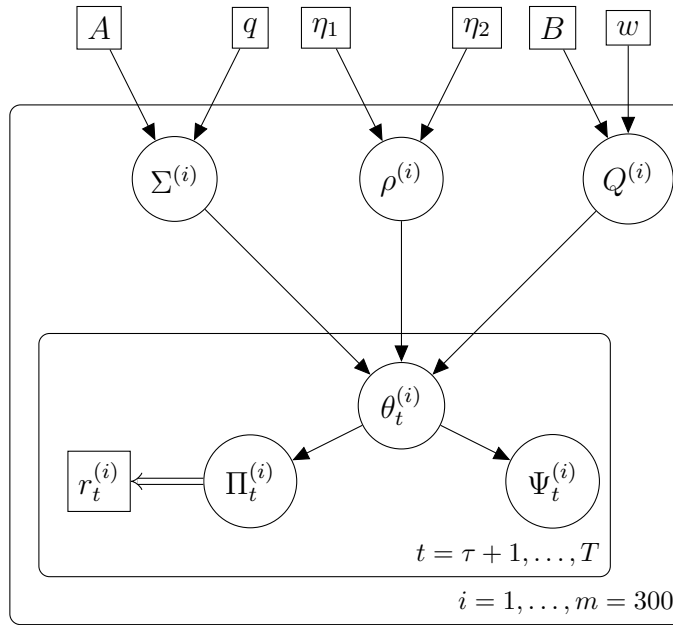 A q η₁ η₂ B w
Σ⁽ⁱ⁾ ρ⁽ⁱ⁾ Q⁽ⁱ⁾
θₜ⁽ⁱ⁾
rₜ⁽ⁱ⁾ Πₜ⁽ⁱ⁾ Ψₜ⁽ⁱ⁾
t = τ + 1, . . . , T
i = 1, . . . , m = 300